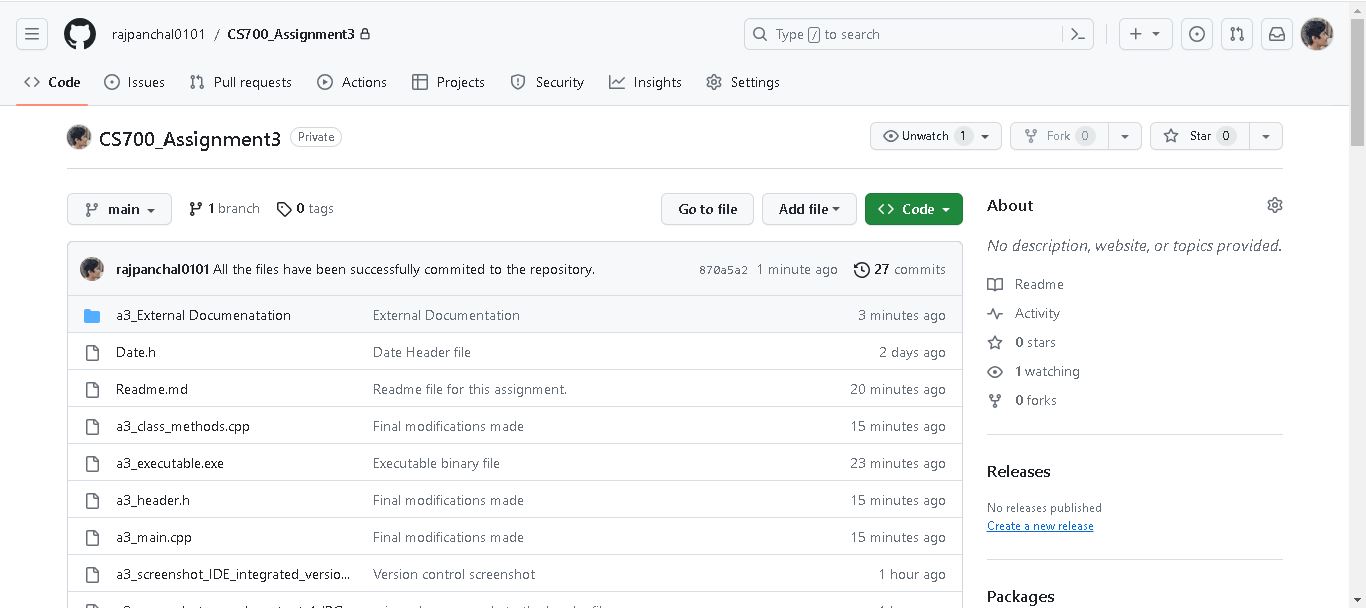 rajpanchal0101 / CS700_Assignment3
Type / to search
Code Issues Pull requests Actions Projects Security Insights Settings
CS700_Assignment3 Private
Unwatch 1 Fork 0 Star 0
main 1 branch 0 tags Go to file Add file Code
rajpanchal0101 All the files have been successfully commited to the repository. 870a5a2 1 minute ago 27 commits
a3_External Documenatation External Documentation 3 minutes ago
Date.h Date Header file 2 days ago
Readme.md Readme file for this assignment. 20 minutes ago
a3_class_methods.cpp Final modifications made 15 minutes ago
a3_executable.exe Executable binary file 23 minutes ago
a3_header.h Final modifications made 15 minutes ago
a3_main.cpp Final modifications made 15 minutes ago
a3_screenshot_IDE_integrated_versio... Version control screenshot 1 hour ago
About
No description, website, or topics provided.
Readme
Activity
0 stars
1 watching
0 forks
Releases
No releases published
Create a new release
Packages